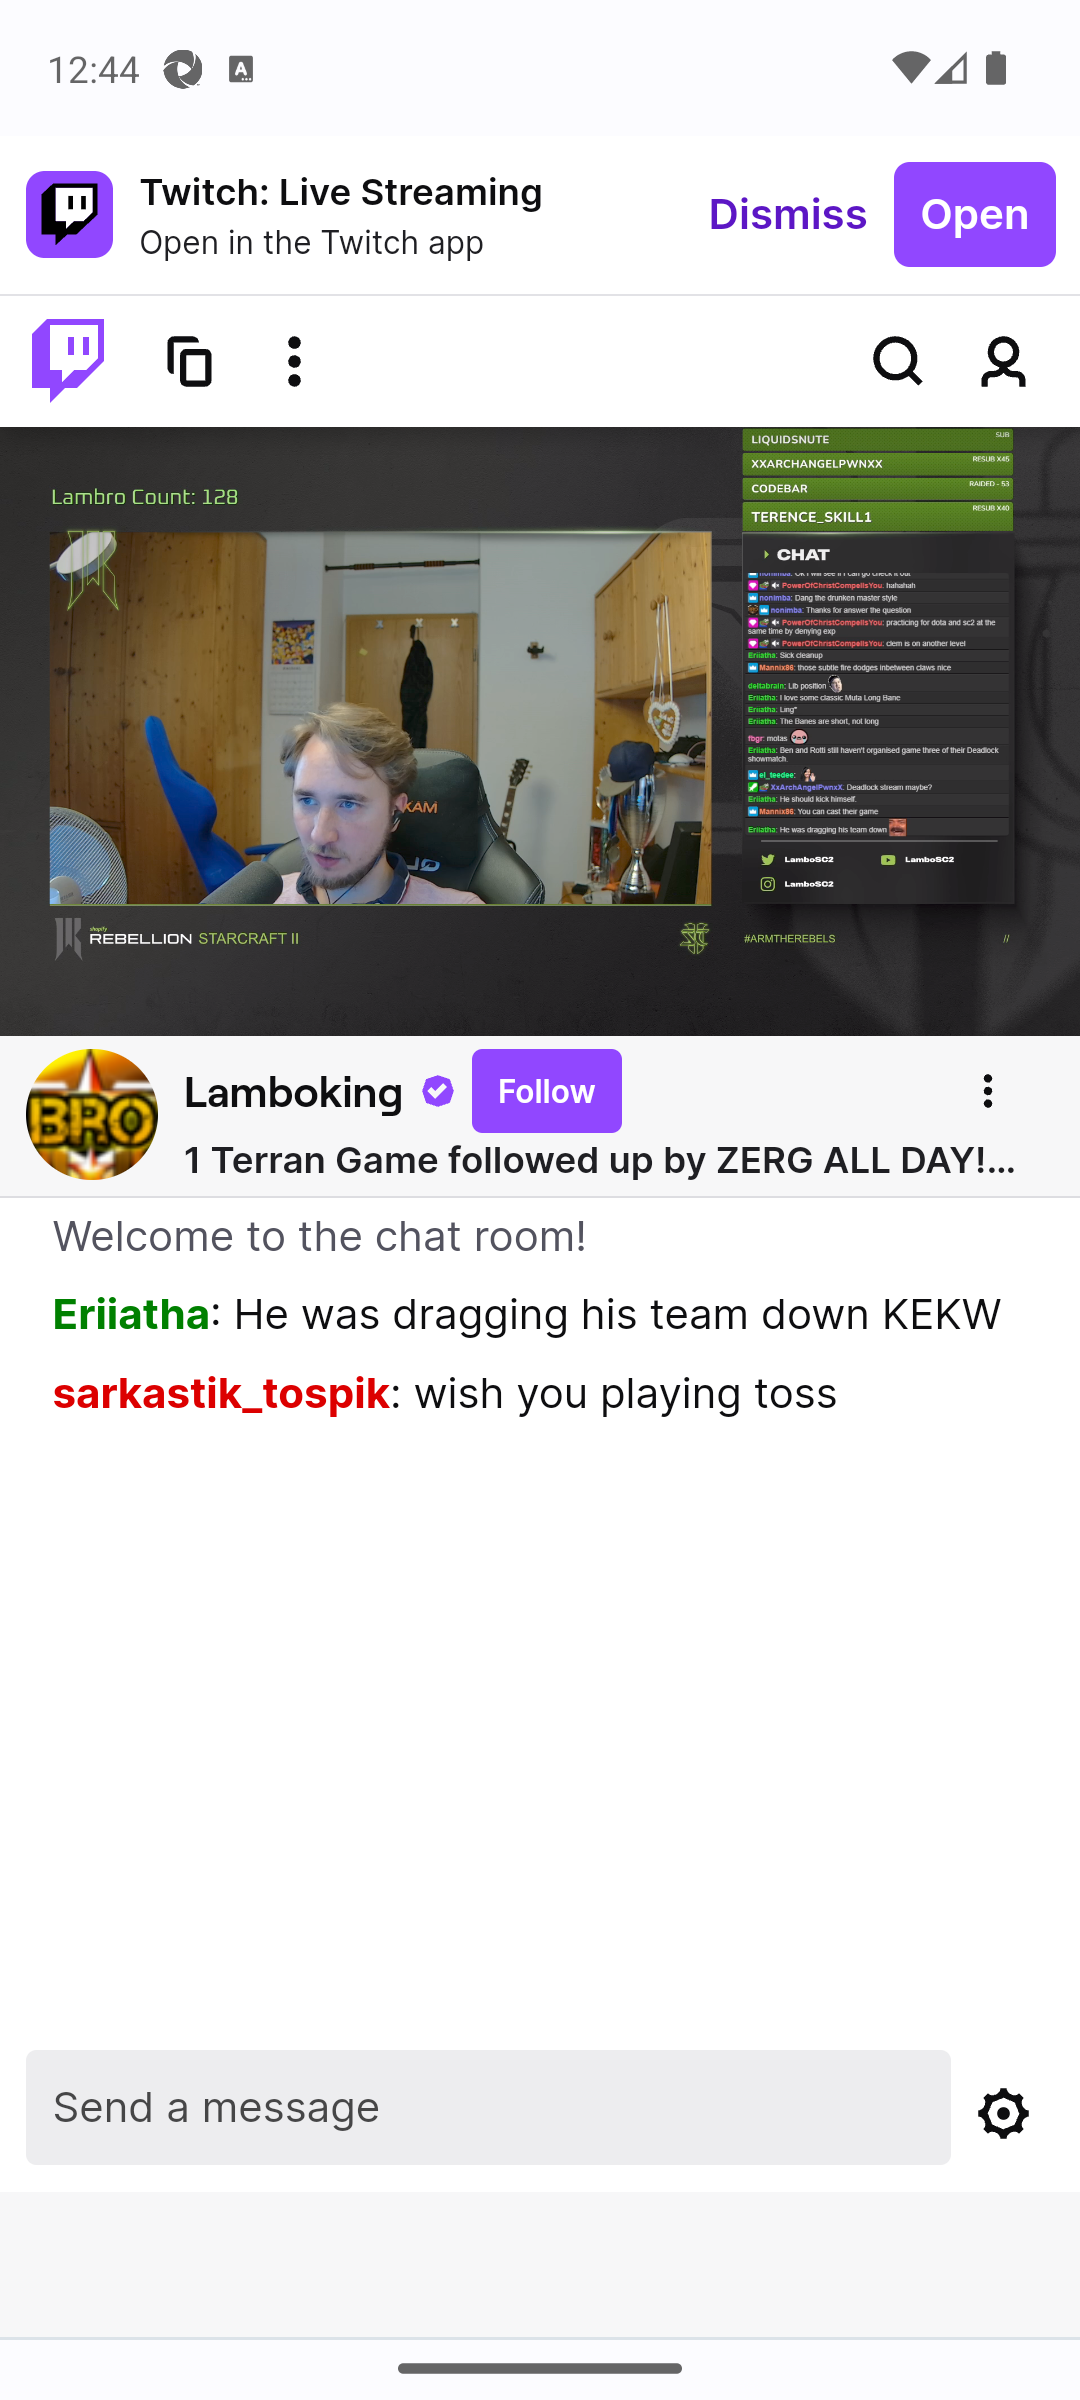 12:44
Twitch: Live Streaming
Open in the Twitch app
Dismiss
Open
Lambro Count: 128
LIQUIDSNUTE
SUB
XXARCHANGELPWNXX
RESUB X45
CODEBAR
RAIDED - 53
TERENCE_SKILL1
RESUB X40
CHAT
nonimba: Ok I will see if I can go check it out
PowerOfChristCompellsYou: hahahah
nonimba: Dang the drunken master style
nonimba: Thanks for answer the question
PowerOfChristCompellsYou: practicing for dota and sc2 at the
same time by denying exp
PowerOfChristCompellsYou: clem is on another level
Eriiatha: Sick cleanup
Mannix86: those subtle fire dodges inbetween claws nice
deltabrain: Lib position
Eriiatha: I love some classic Muta Long Bane
Eriiatha: Ling*
Eriiatha: The Banes are short, not long
fbgr: motas
Eriiatha: Ben and Rotti still haven't organised game three of their Deadlock
showmatch.
el_teedee:
XxArchAngelPwnxX: Deadlock stream maybe?
Eriiatha: He should kick himself.
Mannix86: You can cast their game
Eriiatha: He was dragging his team down
LamboSC2
LamboSC2
LamboSC2
shopify
REBELLION STARCRAFT II
#ARMTHEREBELS
//
BRO
Lamboking
Follow
1 Terran Game followed up by ZERG ALL DAY!...
Welcome to the chat room!
Eriiatha: He was dragging his team down KEKW
sarkastik_tospik: wish you playing toss
Send a message